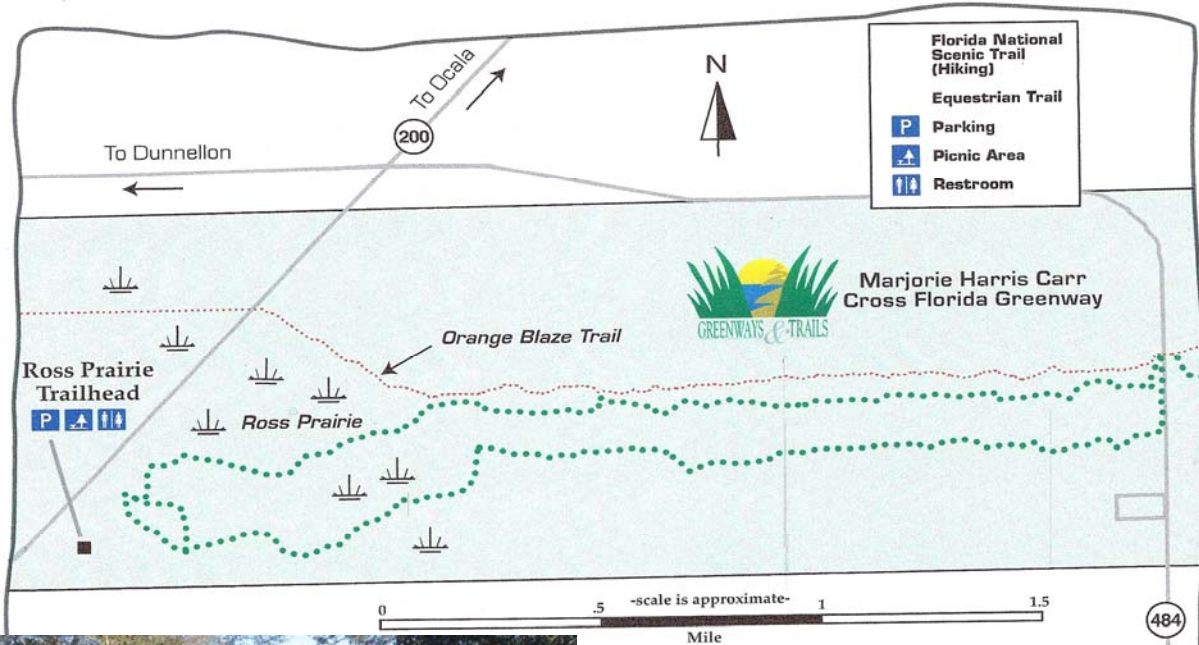 Florida National
Scenic Trail
(Hiking)
Equestrian Trail
P Parking
Picnic Area
Restroom
N
To Ocala
200
To Dunnellon
GREENWAYS & TRAILS
Marjorie Harris Carr
Cross Florida Greenway
Orange Blaze Trail
Ross Prairie
Trailhead
P
Ross Prairie
0 .5 -scale is approximate- 1 1.5
Mile
484